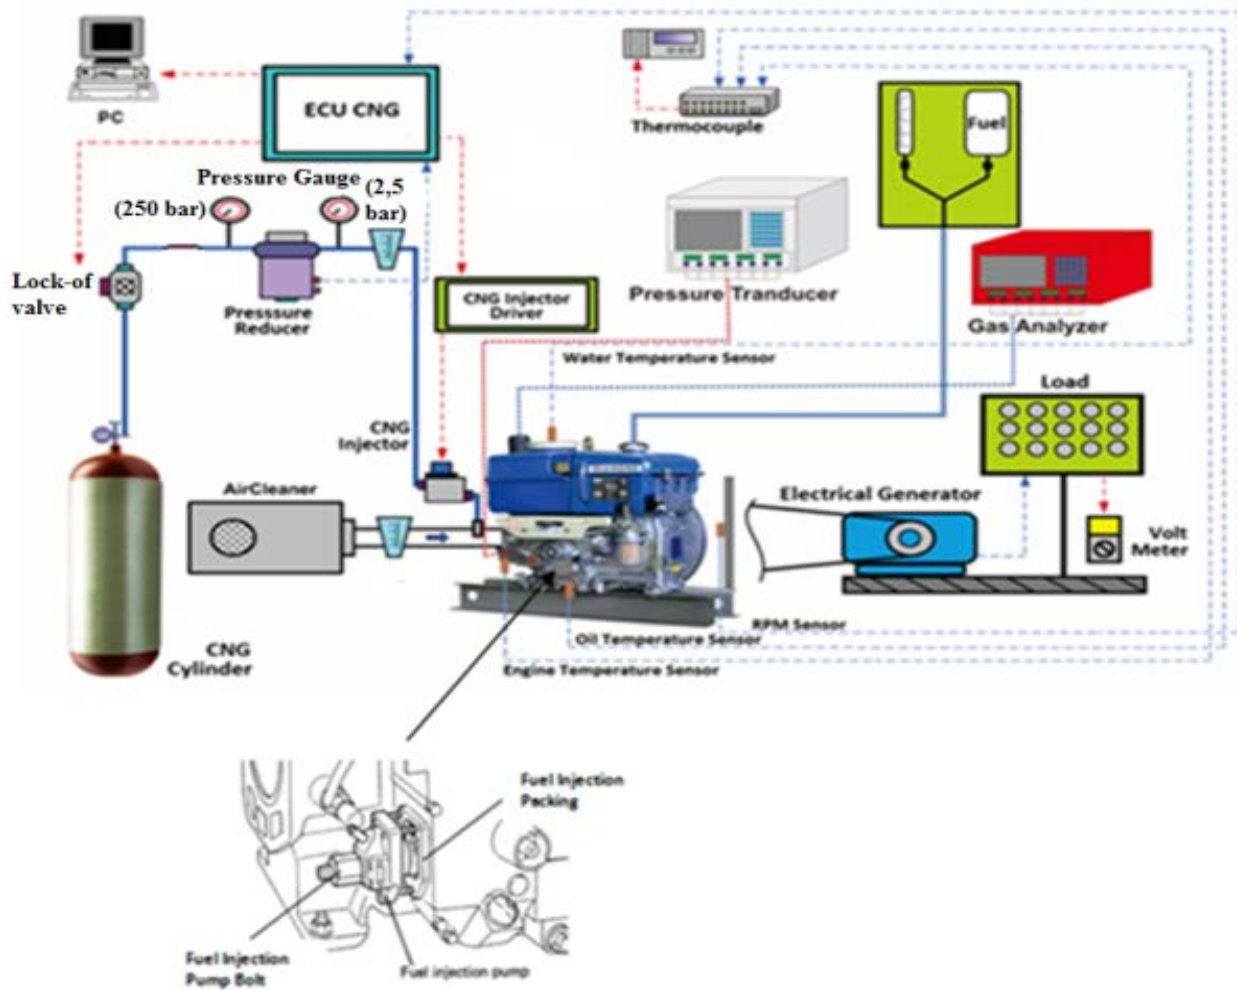 ECU CNG
PC
Thermocouple
Fuel
Pressure Gauge
(250 bar)
(2,5
bar)
Lock-of
valve
Presssure
Reducer
CNG Injector
Driver
Pressure Tranducer
Gas Analyzer
Water Temperature Sensor
Load
CNG
Injector
AirCleaner
Electrical Generator
Volt
Meter
RPM Sensor
Oil Temperature Sensor
Engine Temperature Sensor
CNG
Cylinder
Fuel Injection
Packing
Fuel Injection
Pump Bolt
Fuel injection pump